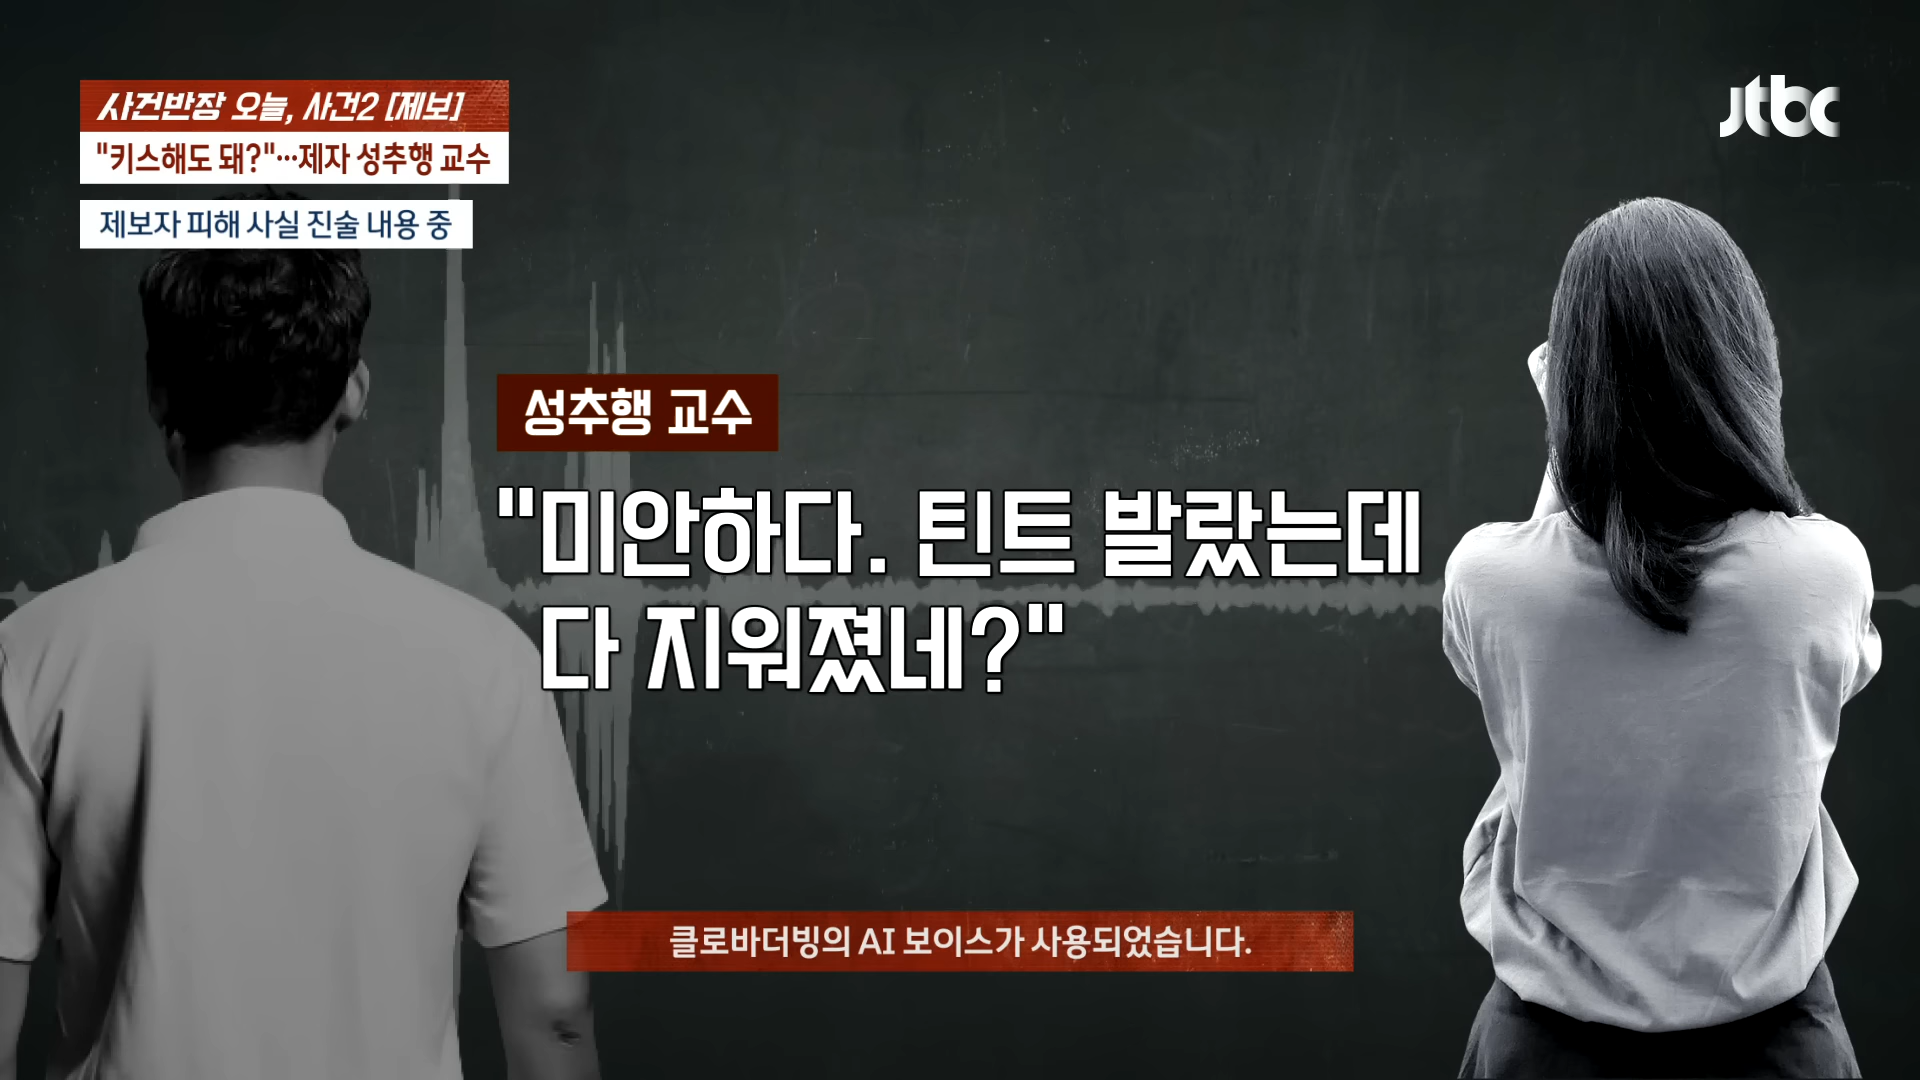 사건반장 오늘, 사건2 [제보]
"키스해도 돼?"…제자 성추행 교수
제보자 피해 사실 진술 내용 중
jtbc
성추행 교수
"미안하다. 틴트 발랐는데
다 지워졌네?"
클로바더빙의 AI 보이스가 사용되었습니다.